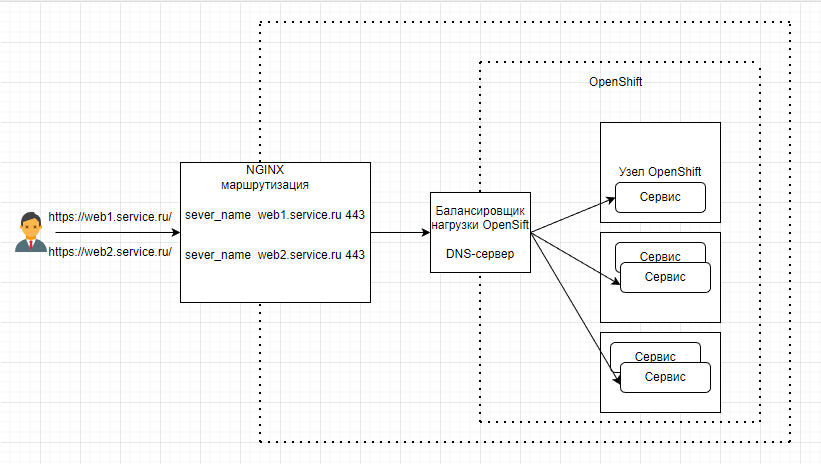 OpenShift
NGINX
маршрутизация
Узел OpenShift
Сервис
https://web1.service.ru/
sever_name web1.service.ru 443
Балансировщик
нагрузки OpenSift
https://web2.service.ru/
sever_name web2.service.ru 443
DNS-сервер
Сервис
Сервис
Сервис
Сервис